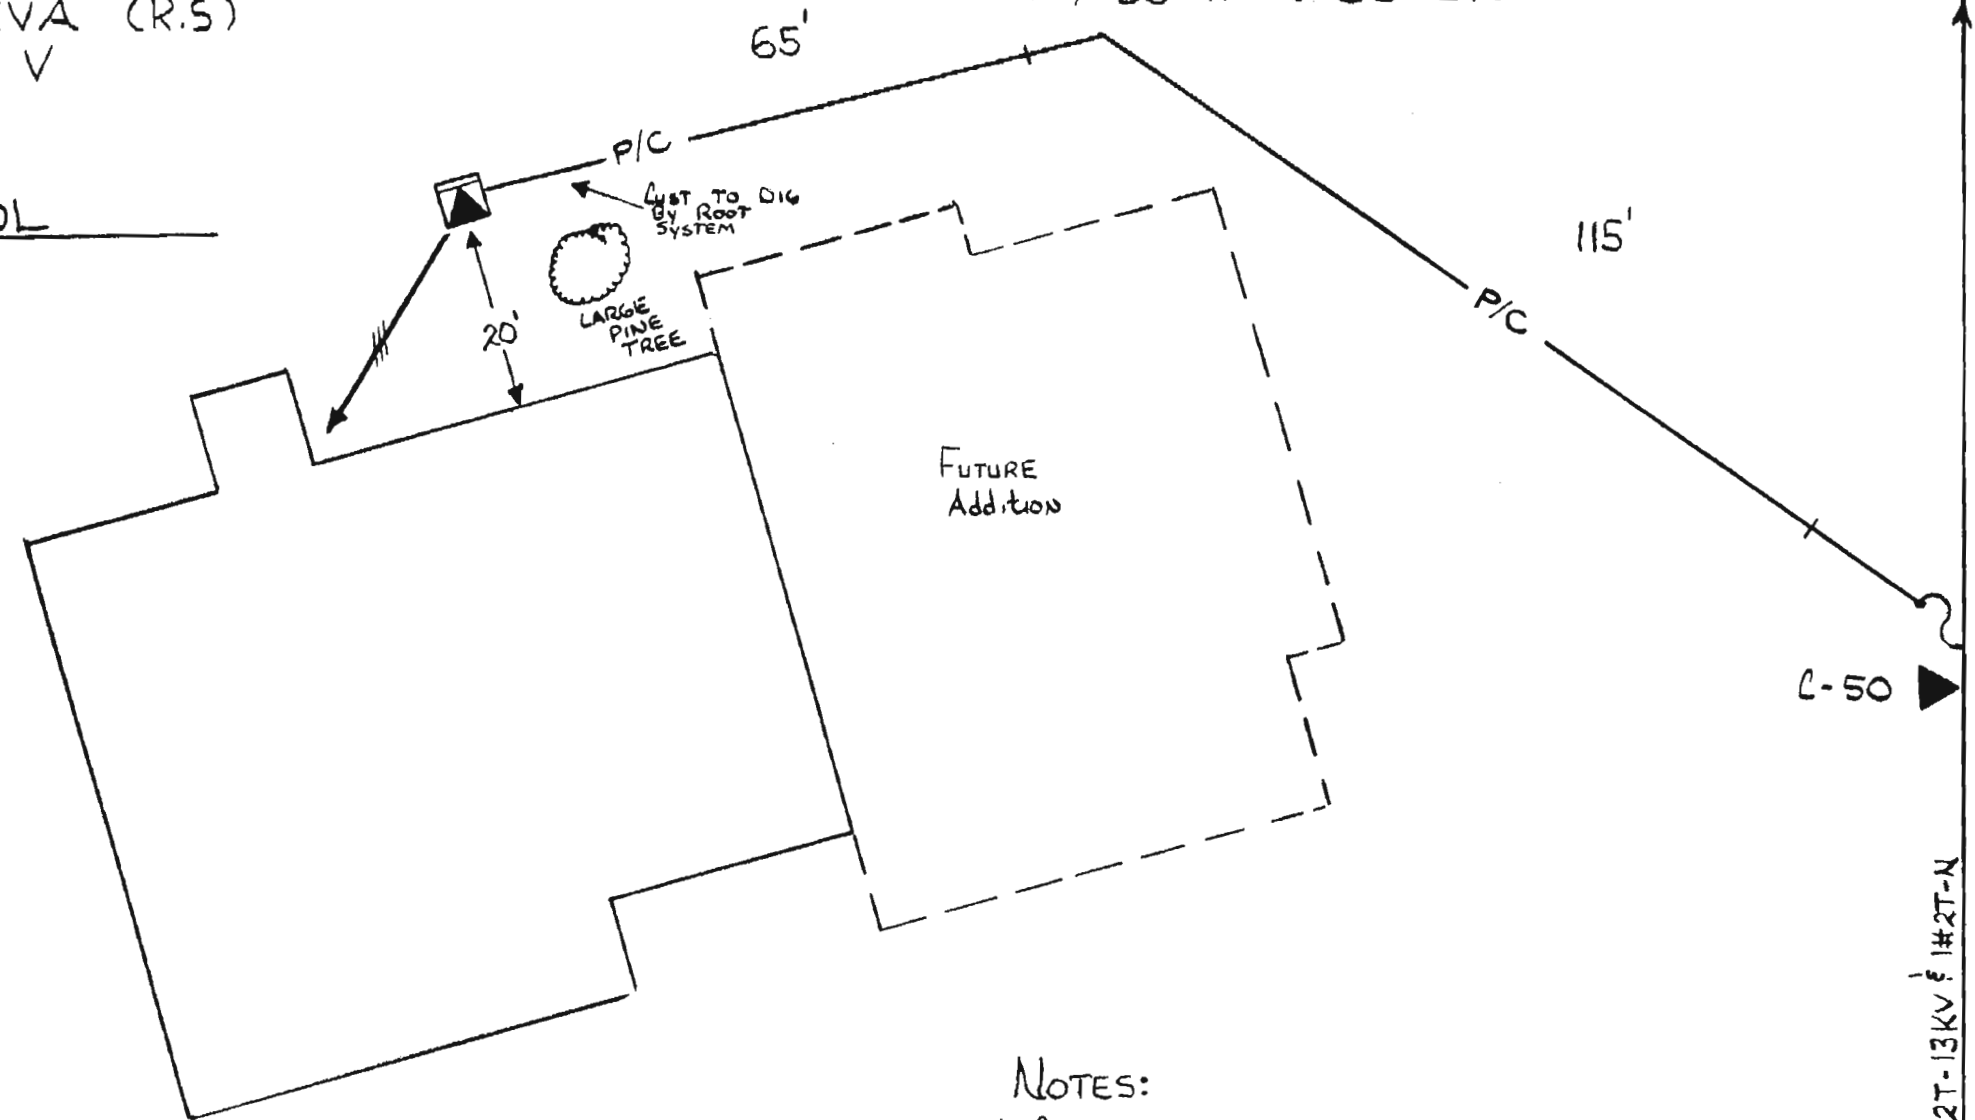 (R.S)
V
65'
P/C
CUST TO DIG
BY ROOT
SYSTEM
115'
20'
LARGE
PINE
TREE
P/C
FUTURE
Addition
C-50
2T-13KV & 1#2T-N
NOTES: